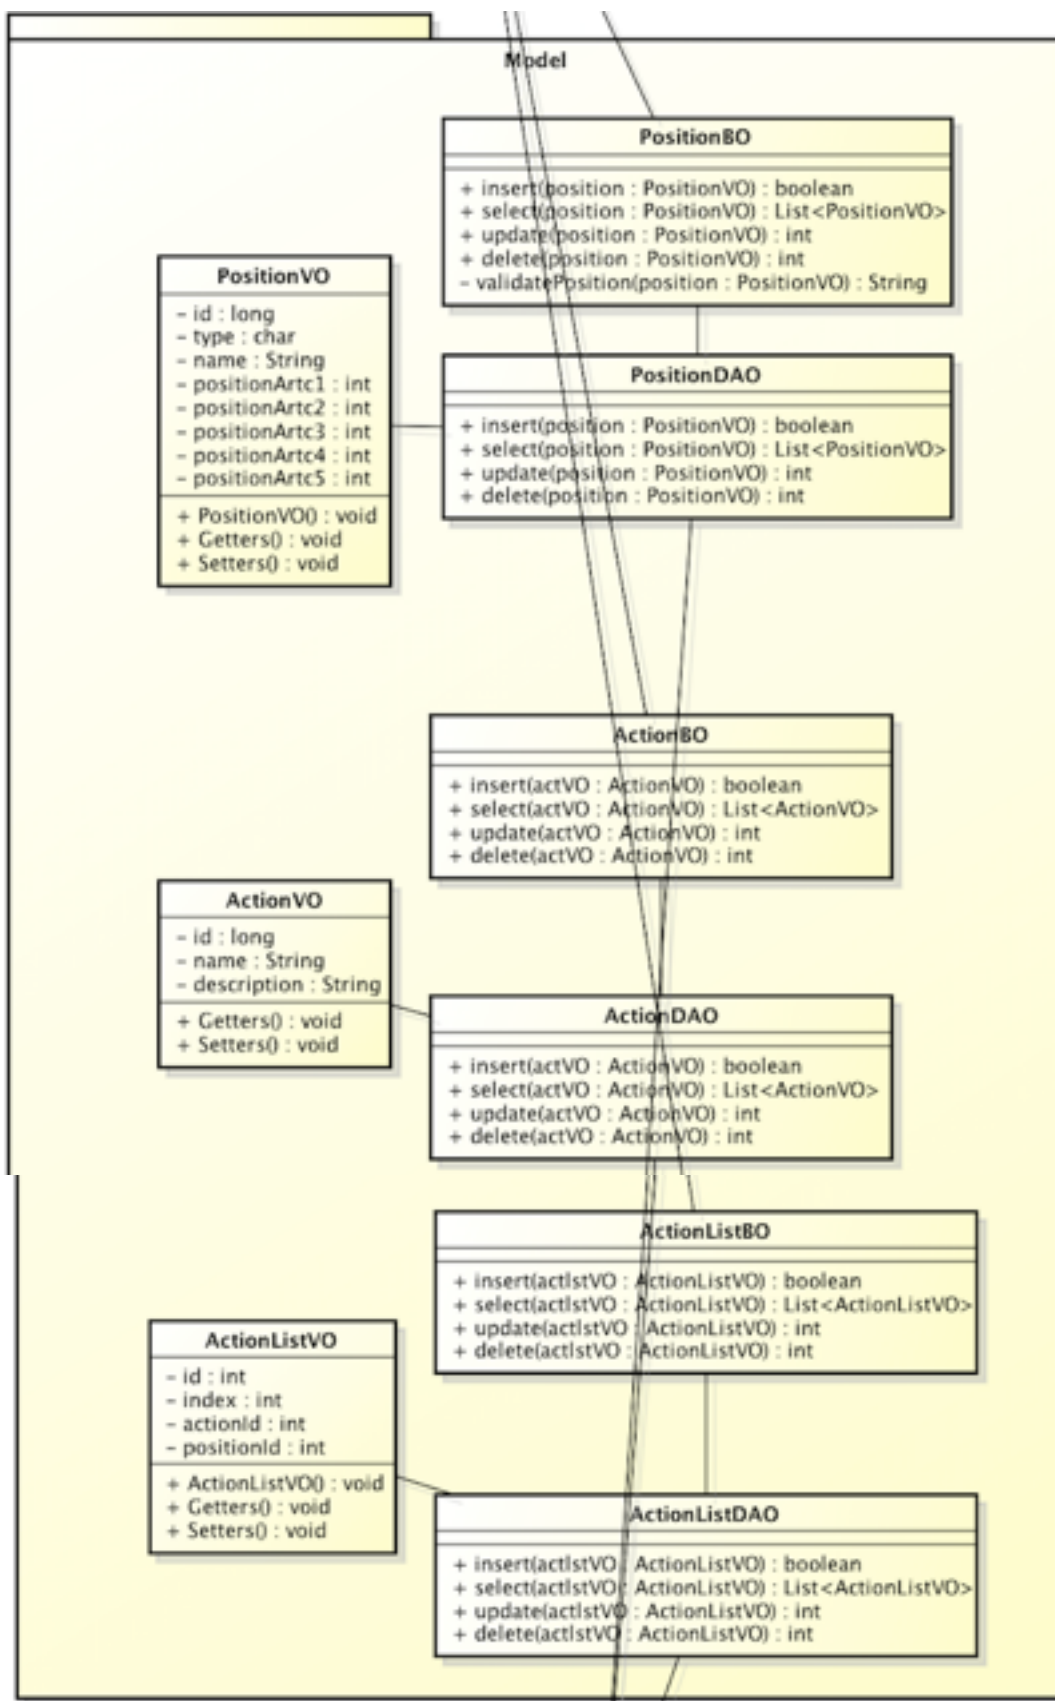 Model
PositionBO
+ insert(position : PositionVO) : boolean
+ select(position : PositionVO) : List<PositionVO>
+ update(position : PositionVO) : int
+ delete(position : PositionVO) : int
- validatePosition(position : PositionVO) : String
PositionVO
- id : long
- type : char
- name : String
- positionArtc1 : int
- positionArtc2 : int
- positionArtc3 : int
- positionArtc4 : int
- positionArtc5 : int
+ PositionVO() : void
+ Getters() : void
+ Setters() : void
PositionDAO
+ insert(position : PositionVO) : boolean
+ select(position : PositionVO) : List<PositionVO>
+ update(position : PositionVO) : int
+ delete(position : PositionVO) : int
ActionBO
+ insert(actVO : ActionVO) : boolean
+ select(actVO : ActionVO) : List<ActionVO>
+ update(actVO : ActionVO) : int
+ delete(actVO : ActionVO) : int
ActionVO
- id : long
- name : String
- description : String
+ Getters() : void
+ Setters() : void
ActionDAO
+ insert(actVO : ActionVO) : boolean
+ select(actVO : ActionVO) : List<ActionVO>
+ update(actVO : ActionVO) : int
+ delete(actVO : ActionVO) : int
ActionListBO
+ insert(actlstVO : ActionListVO) : boolean
+ select(actlstVO : ActionListVO) : List<ActionListVO>
+ update(actlstVO : ActionListVO) : int
+ delete(actlstVO : ActionListVO) : int
ActionListVO
- id : int
- index : int
- actionId : int
- positionId : int
+ ActionListVO() : void
+ Getters() : void
+ Setters() : void
ActionListDAO
+ insert(actlstVO : ActionListVO) : boolean
+ select(actlstVO : ActionListVO) : List<ActionListVO>
+ update(actlstVO : ActionListVO) : int
+ delete(actlstVO : ActionListVO) : int